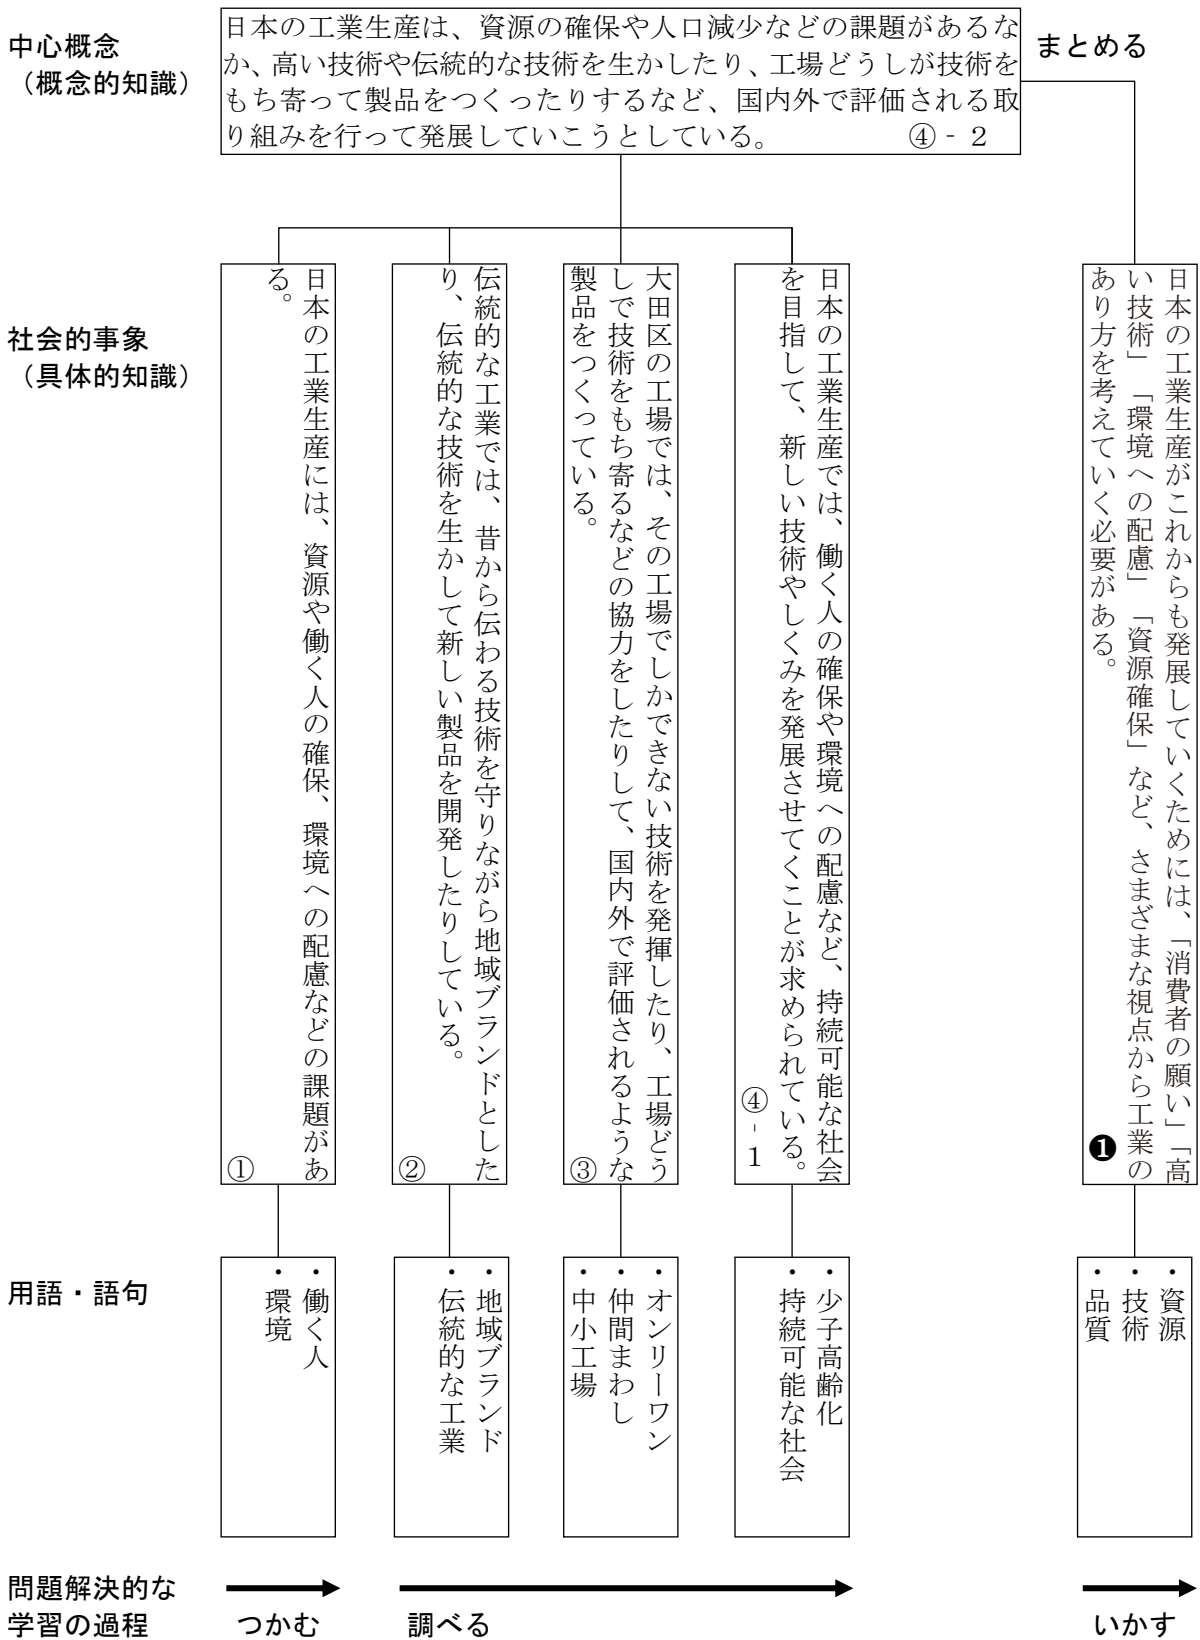 中心概念
（概念的知識）
日本の工業生産は、資源の確保や人口減少などの課題があるな
か、高い技術や伝統的な技術を生かしたり、工場どうしが技術を
もち寄って製品をつくったりするなど、国内外で評価される取
り組みを行って発展していこうとしている。　④‐２
まとめる
社会的事象
（具体的知識）
日本の工業生産には、資源や働く人の確保、環境への配慮などの課題があ
る。　①
伝統的な工業では、昔から伝わる技術を守りながら地域ブランドとした
り、伝統的な技術を生かして新しい製品を開発したりしている。　②
大田区の工場では、その工場でしかできない技術を発揮したり、工場どう
しで技術をもち寄るなどの協力をしたりして、国内外で評価されるような
製品をつくっている。　③
日本の工業生産では、働く人の確保や環境への配慮など、持続可能な社会
を目指して、新しい技術やしくみを発展させてくことが求められている。
④‐１
日本の工業生産がこれからも発展していくためには、「消費者の願い」「高
い技術」「環境への配慮」「資源確保」など、さまざまな視点から工業の
あり方を考えていく必要がある。　❶
用語・語句
・働く人
・環境
・地域ブランド
・伝統的な工業
・オンリーワン
・仲間まわし
・中小工場
・少子高齢化
・持続可能な社会
・資源
・技術
・品質
問題解決的な
学習の過程
つかむ
調べる
いかす